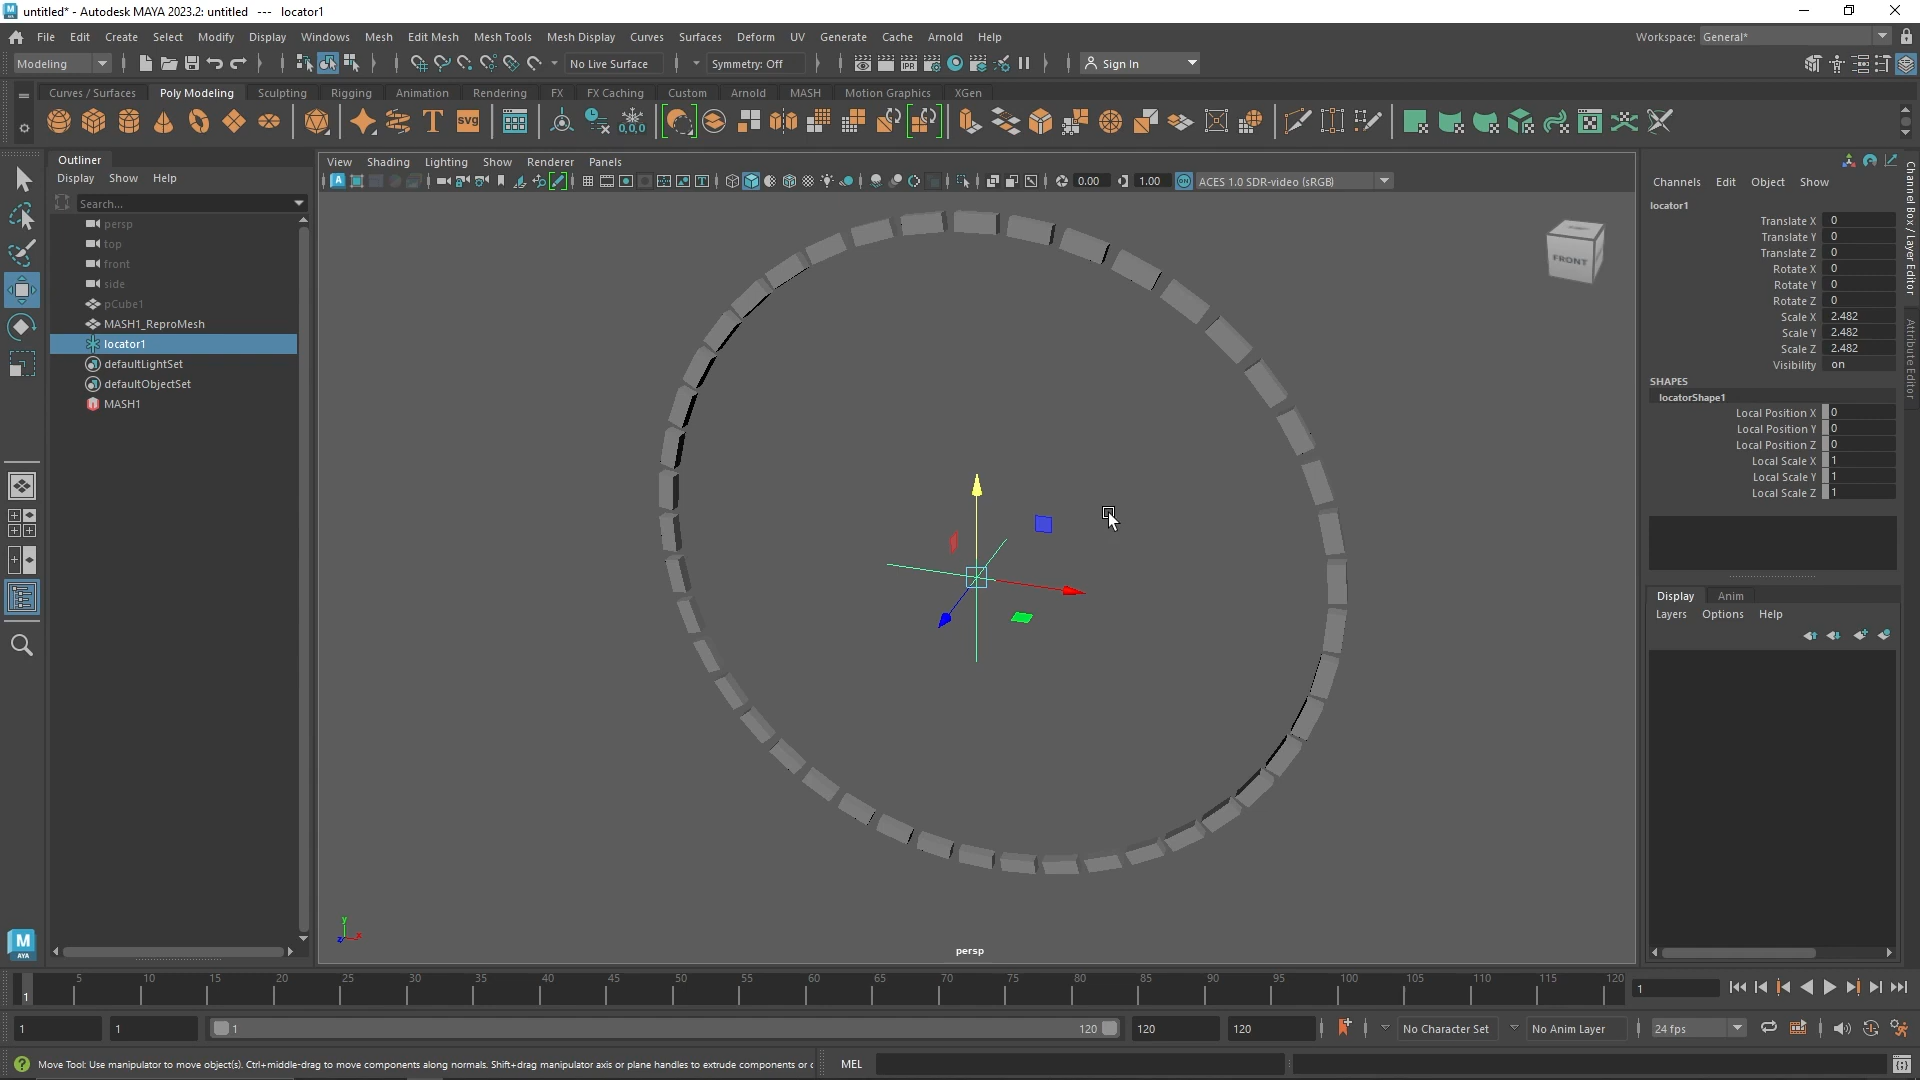 untitled* - Autodesk MAYA 2023.2: untitled --- locator1
File Edit Create Select Modify Display Windows Mesh Edit Mesh Mesh Tools Mesh Display Curves Surfaces Deform UV Generate Cache Arnold Help
Workspace: General*
Modeling
No Live Surface
Symmetry: Off
Sign In
Curves / Surfaces Poly Modeling Sculpting Rigging Animation Rendering FX FX Caching Custom Arnold MASH Motion Graphics XGen
Outliner
Display Show Help
Search...
persp
top
front
side
pCube1
MASH1_ReproMesh
locator1
defaultLightSet
defaultObjectSet
MASH1
View Shading Lighting Show Renderer Panels
0.00 1.00 ACES 1.0 SDR-video (sRGB)
FRONT
persp
Channels Edit Object Show
locator1
Translate X 0
Translate Y 0
Translate Z 0
Rotate X 0
Rotate Y 0
Rotate Z 0
Scale X 2.482
Scale Y 2.482
Scale Z 2.482
Visibility on
SHAPES
locatorShape1
Local Position X 0
Local Position Y 0
Local Position Z 0
Local Scale X 1
Local Scale Y 1
Local Scale Z 1
Display Anim
Layers Options Help
Channel Box / Layer Editor
Attribute Editor
1 5 10 15 20 25 30 35 40 45 50 55 60 65 70 75 80 85 90 95 100 105 110 115 120
1
1 1 1 120 120 120
No Character Set No Anim Layer 24 fps
Move Tool: Use manipulator to move object(s). Ctrl+middle-drag to move components along normals. Shift+drag manipulator axis or plane handles to extrude components or c
MEL